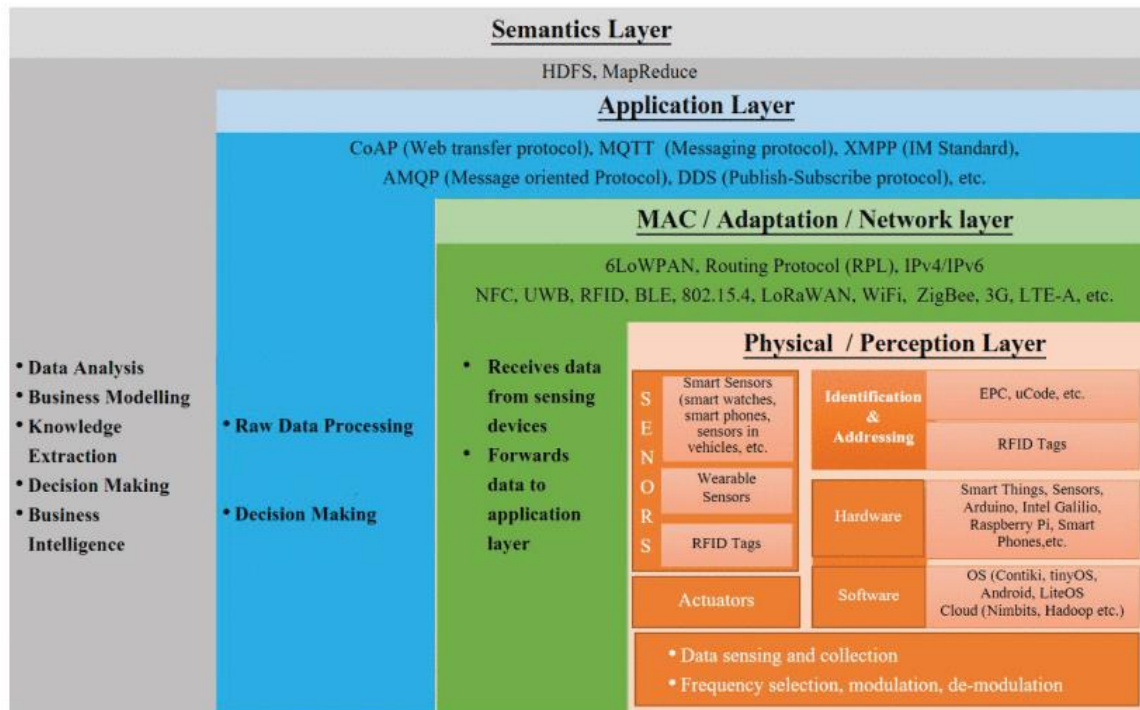 Semantics Layer
HDFS, MapReduce
Application Layer
CoAP (Web transfer protocol), MQTT (Messaging protocol), XMPP (IM Standard),
AMQP (Message oriented Protocol), DDS (Publish-Subscribe protocol), etc.
MAC / Adaptation / Network layer
6LoWPAN, Routing Protocol (RPL), IPv4/IPv6
NFC, UWB, RFID, BLE, 802.15.4, LoRaWAN, WiFi, ZigBee, 3G, LTE-A, etc.
• Data Analysis
• Business Modelling
• Knowledge
Extraction
• Decision Making
• Business
Intelligence
• Raw Data Processing
• Decision Making
• Receives data
from sensing
devices
• Forwards
data to
application
layer
Physical / Perception Layer
S
E
N
O
R
S
Smart Sensors
(smart watches,
smart phones,
sensors in
vehicles, etc.
Wearable
Sensors
RFID Tags
Actuators
Identification
&
Addressing
EPC, uCode, etc.
RFID Tags
Hardware
Smart Things, Sensors,
Arduino, Intel Galilio,
Raspberry Pi, Smart
Phones,etc.
Software
OS (Contiki, tinyOS,
Android, LiteOS
Cloud (Nimbits, Hadoop etc.)
• Data sensing and collection
• Frequency selection, modulation, de-modulation